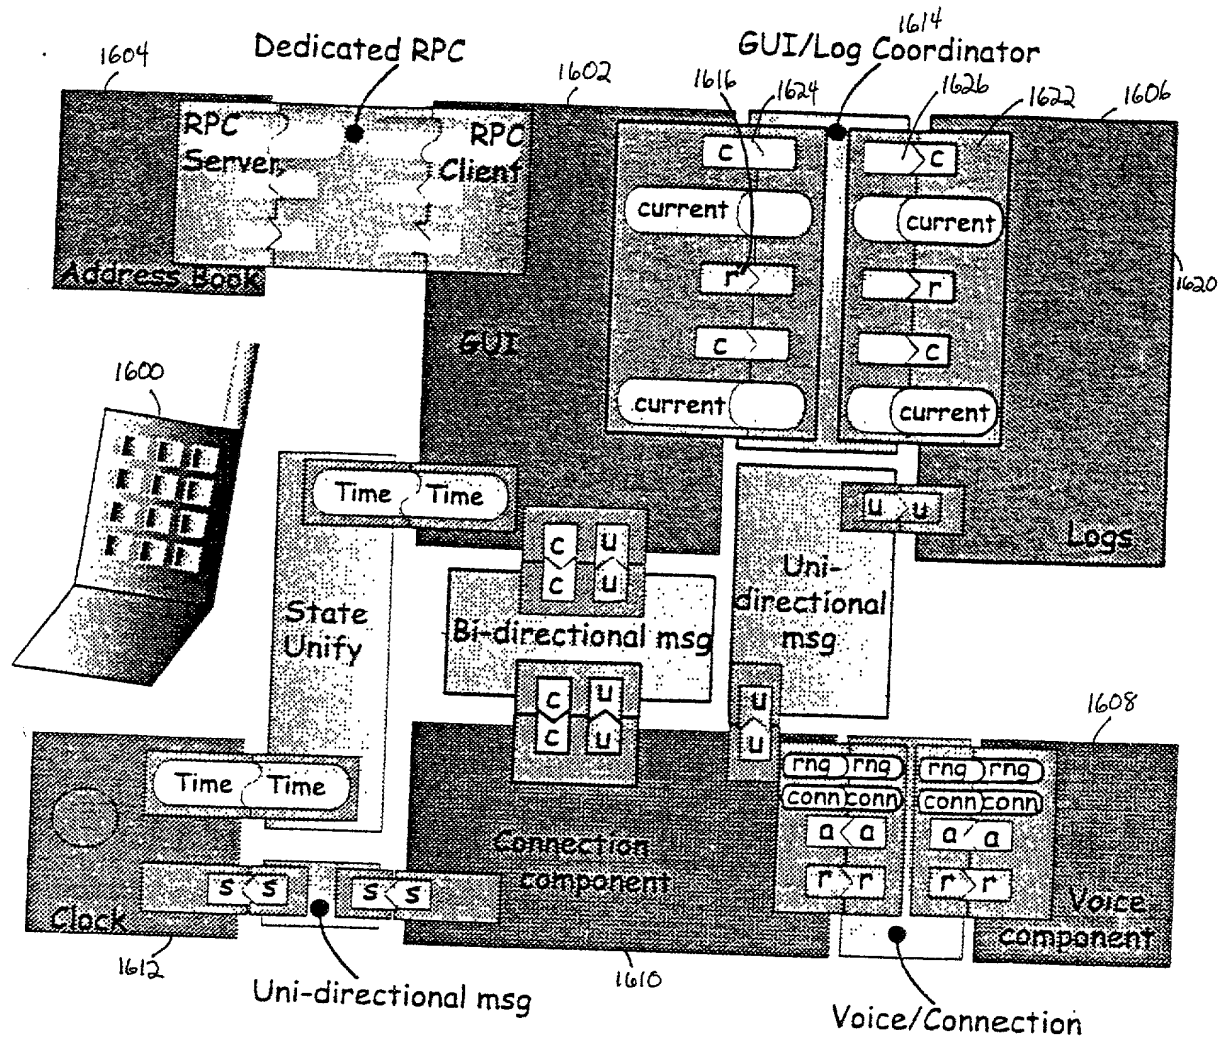 1604
Dedicated RPC
1602
1614
GUI/Log Coordinator
1616
1624
1626
1622
1606
RPC
Server
RPC
Client
Address Book
c
current
r
c
current
c
current
r
c
current
1620
GUI
1600
Time Time
c u
c u
u u
Logs
State
Unify
Bi-directional msg
Uni-
directional
msg
c u
c u
u
u
1608
Time Time
rng rng
conn conn
a a
r r
rng rng
conn conn
a a
r r
Connection
component
s s
s s
Clock
Voice
component
1612
1610
Uni-directional msg
Voice/Connection